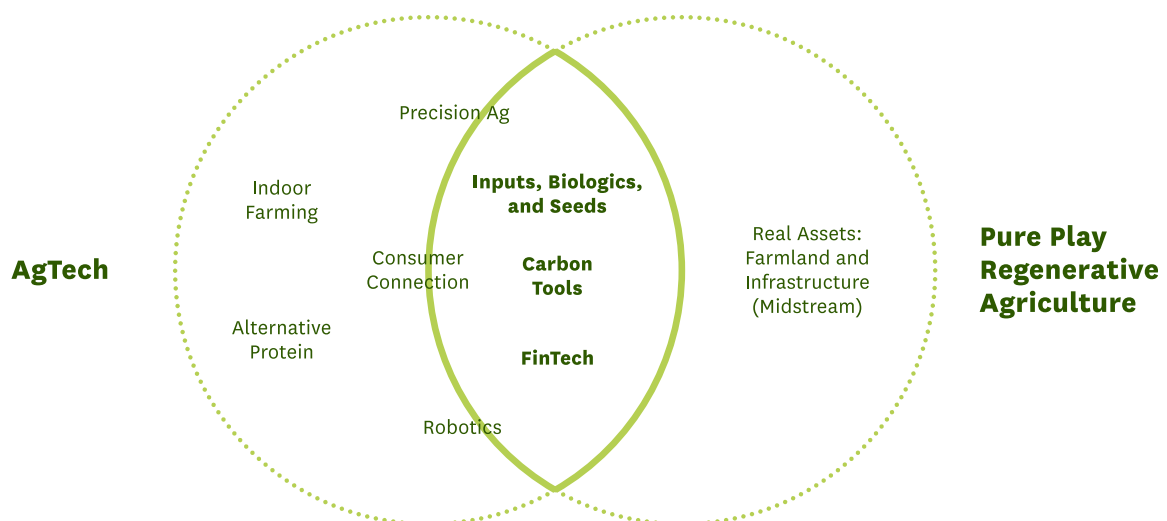 AgTech
Precision Ag
Indoor
Farming
Consumer
Connection
Alternative
Protein
Robotics
Inputs, Biologics,
and Seeds
Carbon
Tools
FinTech
Real Assets:
Farmland and
Infrastructure
(Midstream)
Pure Play
Regenerative
Agriculture